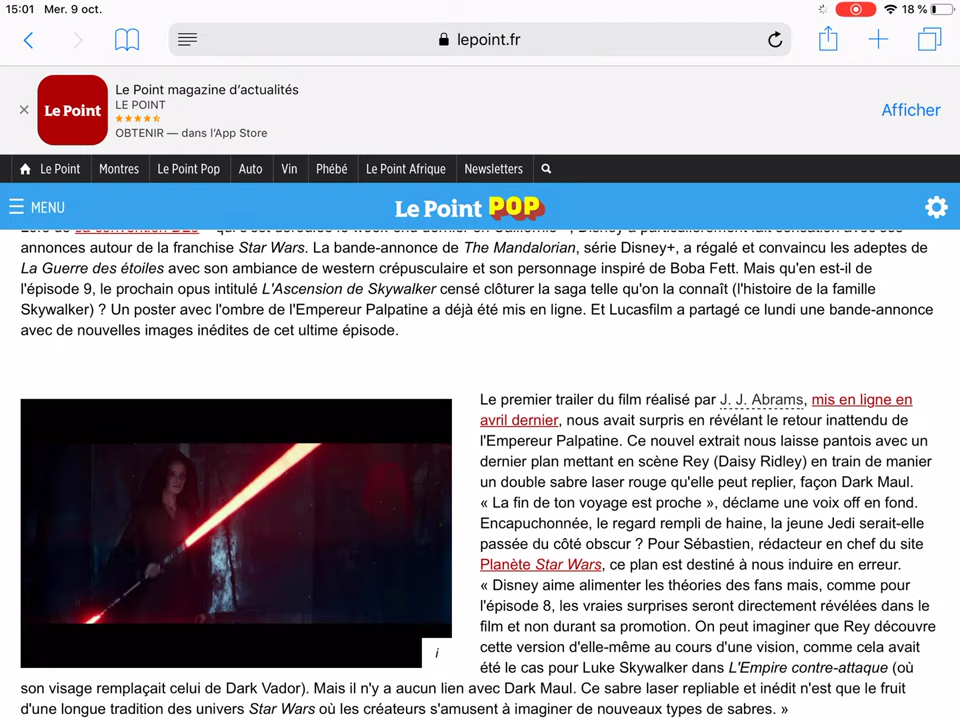 15:01 Mer. 9 oct.
18 %
lepoint.fr
Le Point magazine d'actualités
LE POINT
OBTENIR — dans l'App Store
Le Point
Afficher
Le Point Montres Le Point Pop Auto Vin Phébé Le Point Afrique Newsletters
MENU
Le Point POP
annonces autour de la franchise Star Wars. La bande-annonce de The Mandalorian, série Disney+, a régalé et convaincu les adeptes de
La Guerre des étoiles avec son ambiance de western crépusculaire et son personnage inspiré de Boba Fett. Mais qu'en est-il de
l'épisode 9, le prochain opus intitulé L'Ascension de Skywalker censé clôturer la saga telle qu'on la connaît (l'histoire de la famille
Skywalker) ? Un poster avec l'ombre de l'Empereur Palpatine a déjà été mis en ligne. Et Lucasfilm a partagé ce lundi une bande-annonce
avec de nouvelles images inédites de cet ultime épisode.
Le premier trailer du film réalisé par J. J. Abrams, mis en ligne en
avril dernier, nous avait surpris en révélant le retour inattendu de
l'Empereur Palpatine. Ce nouvel extrait nous laisse pantois avec un
dernier plan mettant en scène Rey (Daisy Ridley) en train de manier
un double sabre laser rouge qu'elle peut replier, façon Dark Maul.
« La fin de ton voyage est proche », déclame une voix off en fond.
Encapuchonnée, le regard rempli de haine, la jeune Jedi serait-elle
passée du côté obscur ? Pour Sébastien, rédacteur en chef du site
Planète Star Wars, ce plan est destiné à nous induire en erreur.
« Disney aime alimenter les théories des fans mais, comme pour
l'épisode 8, les vraies surprises seront directement révélées dans le
film et non durant sa promotion. On peut imaginer que Rey découvre
cette version d'elle-même au cours d'une vision, comme cela avait
i
été le cas pour Luke Skywalker dans L'Empire contre-attaque (où
son visage remplaçait celui de Dark Vador). Mais il n'y a aucun lien avec Dark Maul. Ce sabre laser repliable et inédit n'est que le fruit
d'une longue tradition des univers Star Wars où les créateurs s'amusent à imaginer de nouveaux types de sabres. »